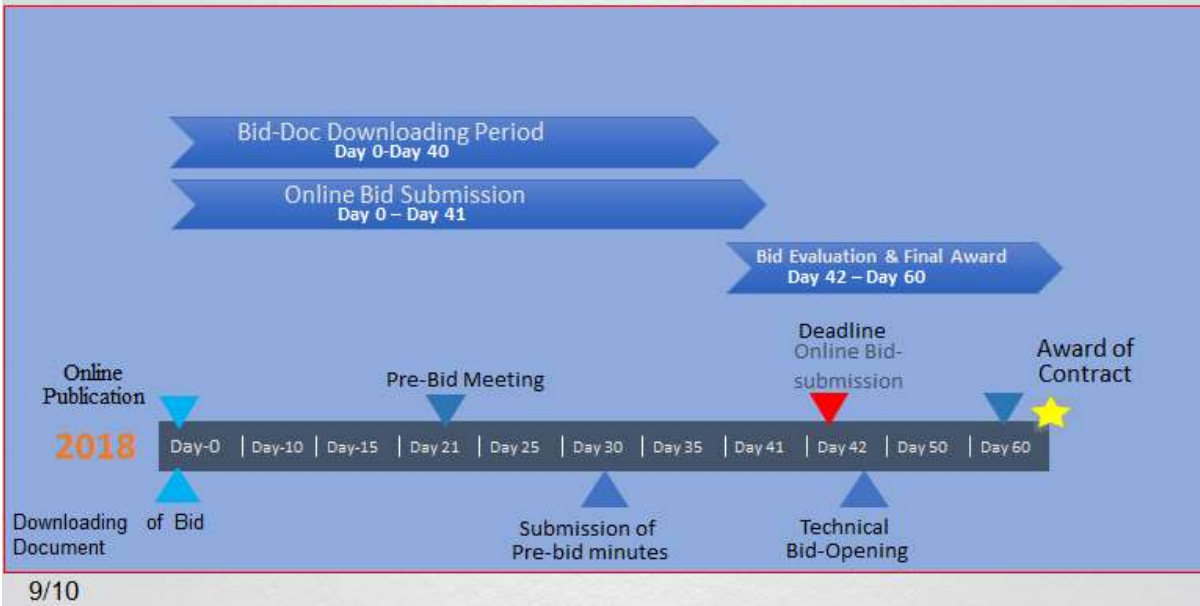 Bid-Doc Downloading Period
Day 0-Day 40
Online Bid Submission
Day 0 – Day 41
Bid Evaluation & Final Award
Day 42 – Day 60
Online
Publication
Pre-Bid Meeting
Deadline
Online Bid-
submission
Award of
Contract
2018
Day-0 Day-10 Day-15 Day 21 Day 25 Day 30 Day 35 Day 41 Day 42 Day 50 Day 60
Downloading of Bid
Document
Submission of
Pre-bid minutes
Technical
Bid-Opening
9/10